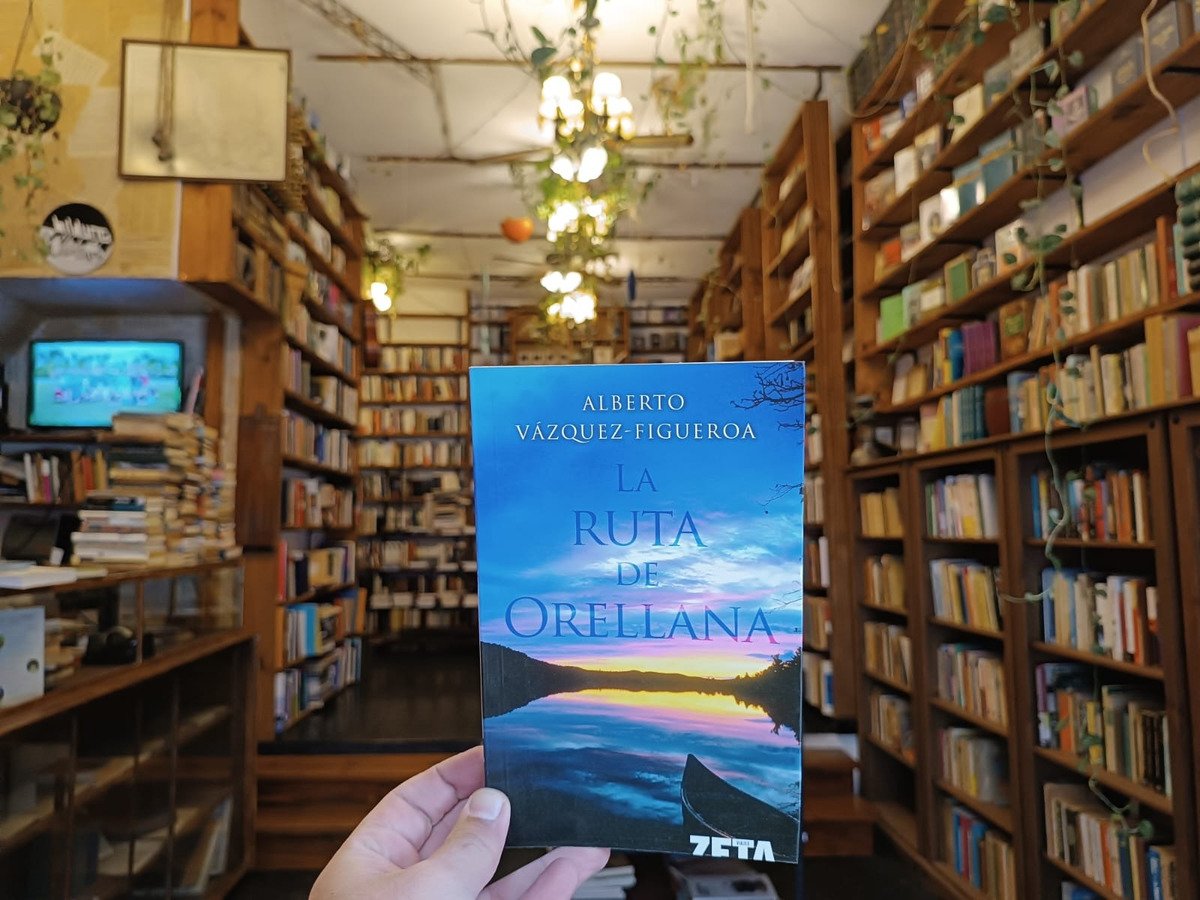 ALBERTO
VÁZQUEZ-FIGUEROA
LA
RUTA
DE
ORELLANA
ZETA